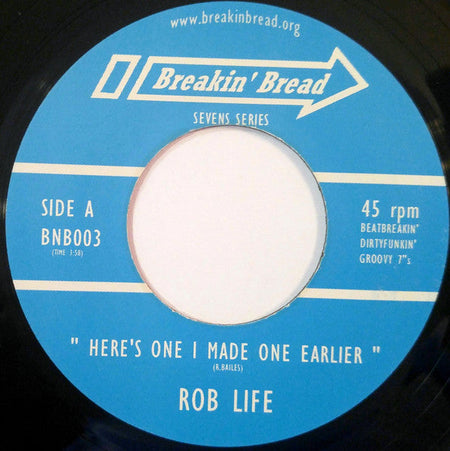 www.breakinbread.org
Breakin' Bread
SEVENS SERIES
SIDE A
BNB003
(TIME 3:58)
45 rpm
BEATBREAKIN'
DIRTYFUNKIN'
GROOVY 7"s
" HERE'S ONE I MADE ONE EARLIER "
(R.BAILES)
ROB LIFE